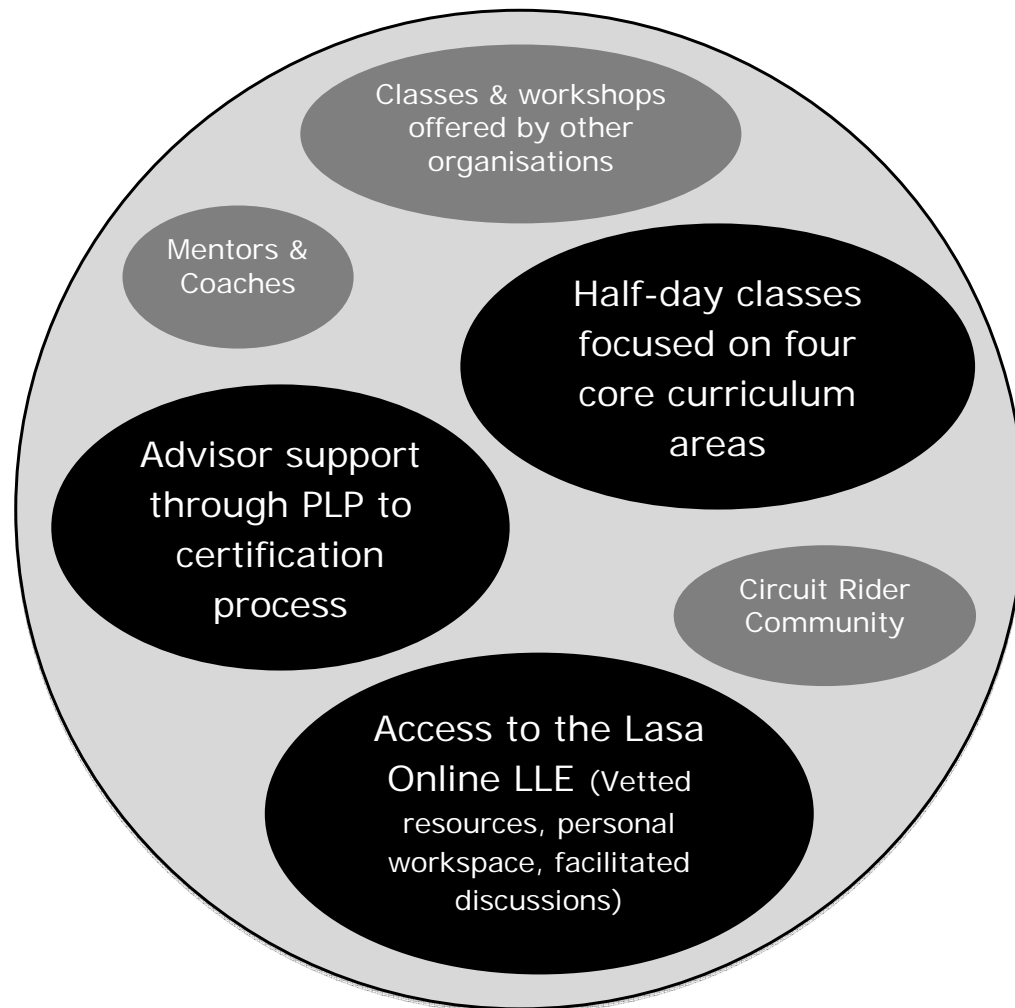 Classes & workshops
offered by other
organisations
Mentors &
Coaches
Half-day classes
focused on four
core curriculum
areas
Advisor support
through PLP to
certification
process
Circuit Rider
Community
Access to the Lasa
Online LLE (Vetted
resources, personal
workspace, facilitated
discussions)